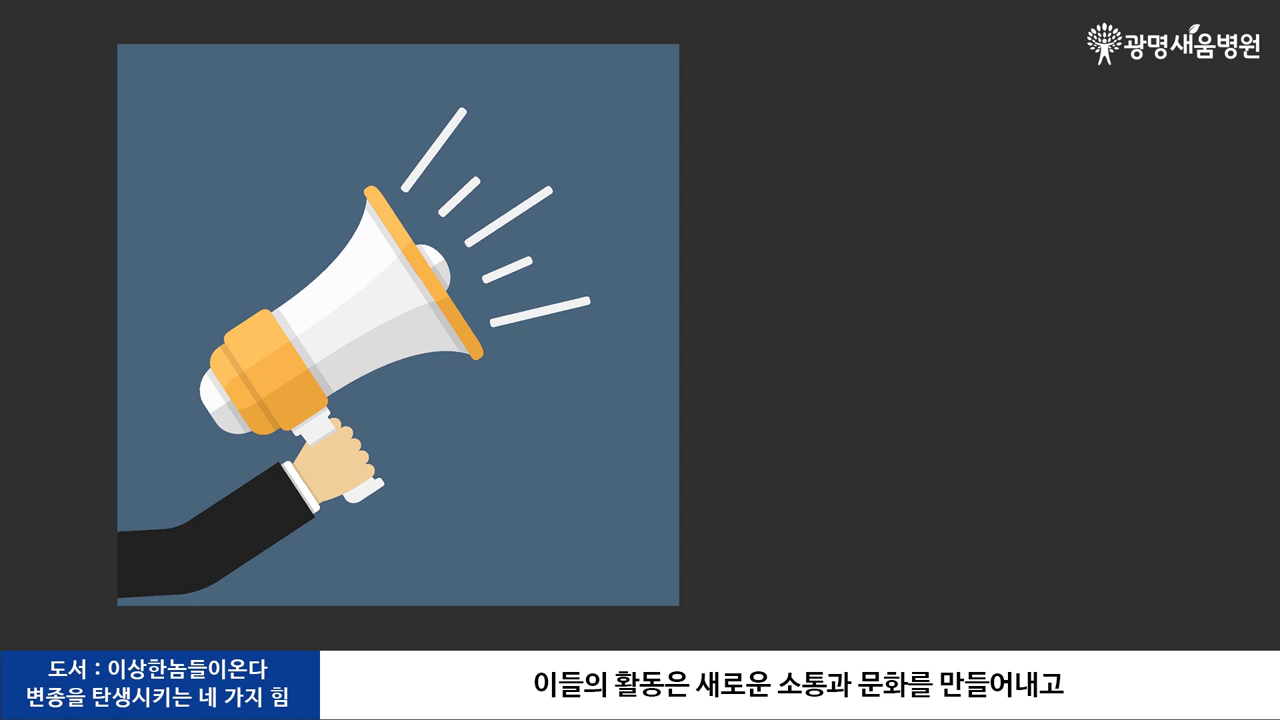 광명새움병원
도서 : 이상한놈들이온다
변종을 탄생시키는 네 가지 힘
이들의 활동은 새로운 소통과 문화를 만들어내고